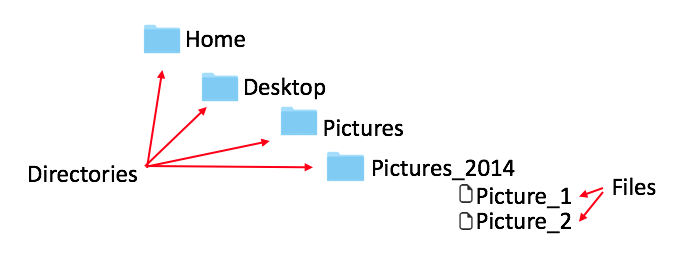 Home
Desktop
Pictures
Directories
Pictures_2014
Picture_1
Files
Picture_2